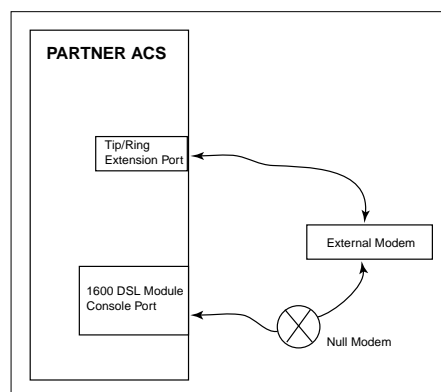 PARTNER ACS
Tip/Ring
Extension Port
External Modem
1600 DSL Module
Console Port
Null Modem